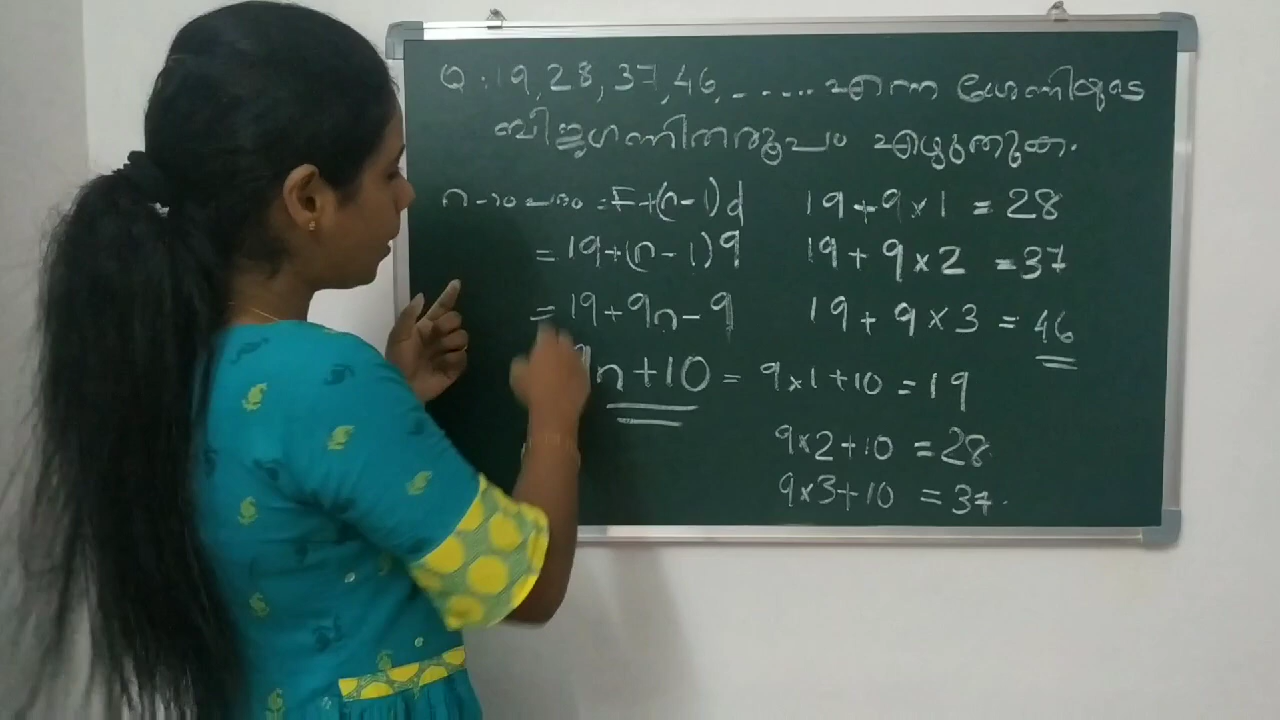 Q : 19, 28, 37, 46, ....... എന്ന ശ്രേണിയുടെ
ബീജഗണിതരൂപം എഴുതുക.
n-ാം പദം = F+(n-1)d
= 19+(n-1)9
= 19+9n-9
9n+10 = 9×1+10 = 19
9×2+10 = 28
9×3+10 = 37.
19+9×1 = 28
19+9×2 = 37
19+9×3 = 46